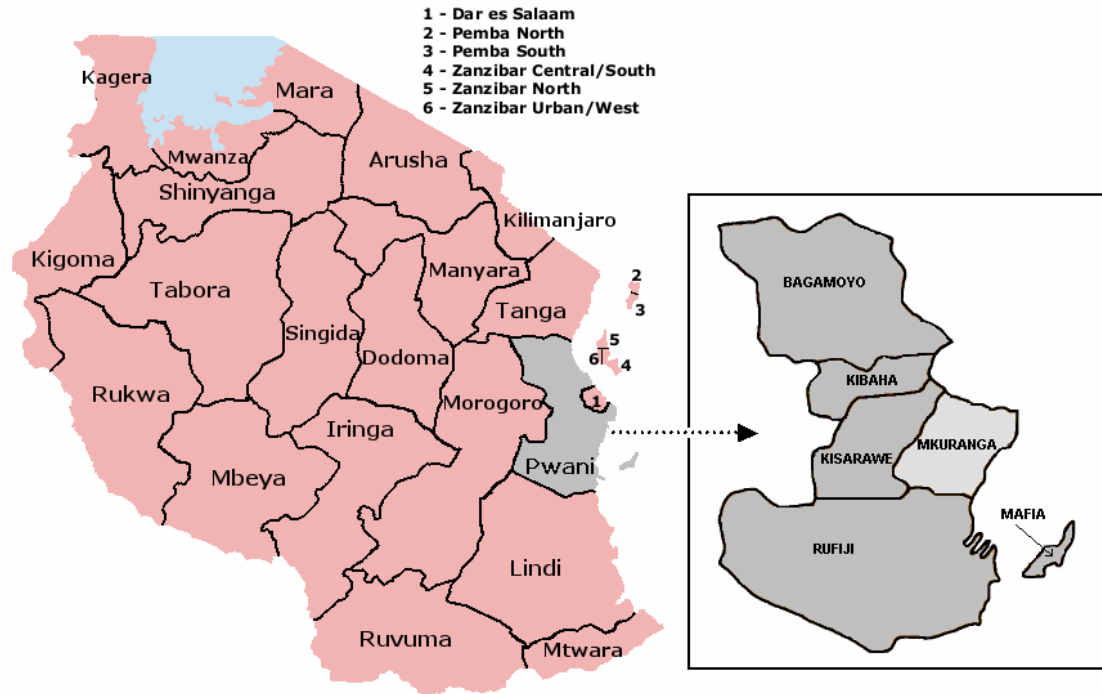 1 - Dar es Salaam
2 - Pemba North
3 - Pemba South
4 - Zanzibar Central/South
5 - Zanzibar North
6 - Zanzibar Urban/West
Kagera
Mara
Mwanza
Arusha
Shinyanga
Kilimanjaro
Kigoma
Manyara
Tabora
Tanga
2
3
Singida
5
6
4
Dodoma
Rukwa
Morogoro
1
Iringa
Mbeya
Pwani
Lindi
Ruvuma
Mtwara
BAGAMOYO
KIBAHA
MKURANGA
KISARAWE
MAFIA
RUFIJI